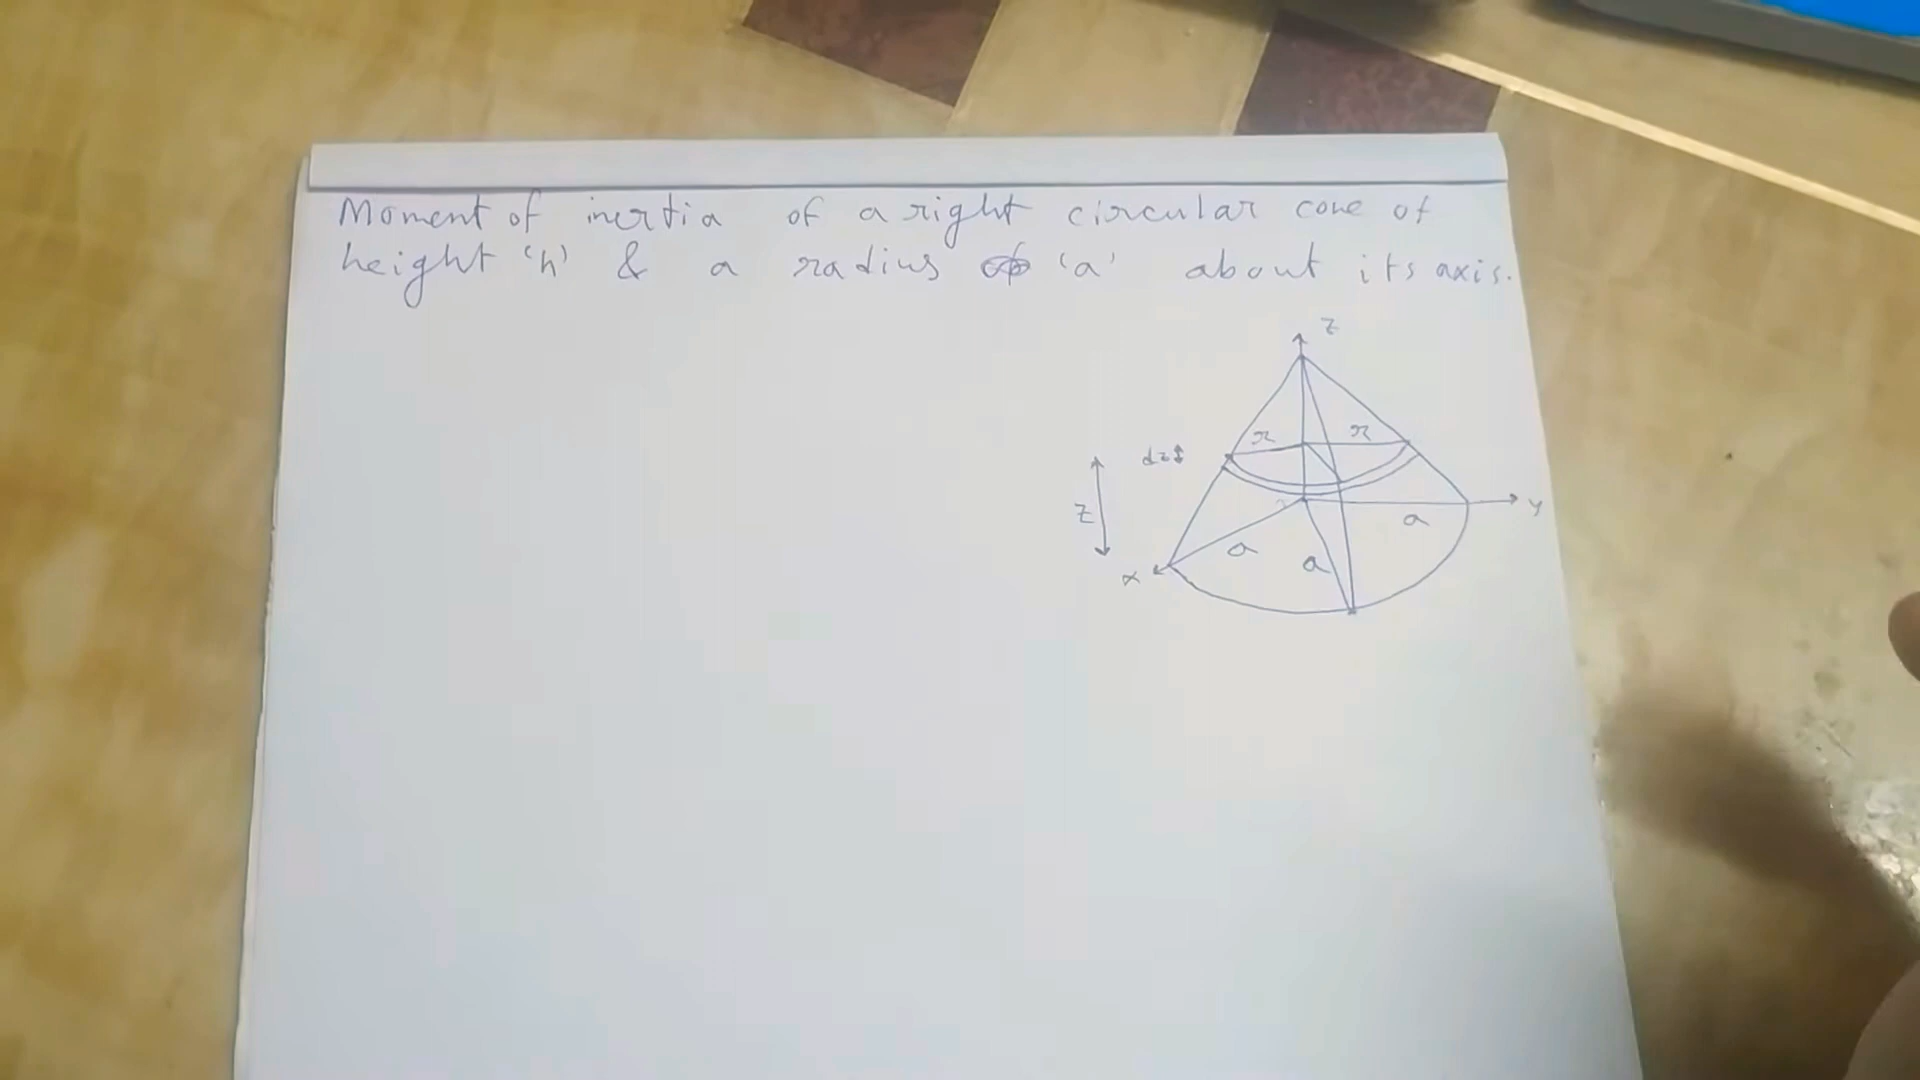 Moment of inertia of a right circular cone of
height 'h' & a radius 'a' about its axis.
z
r r
dz
z
a y
a
a
x